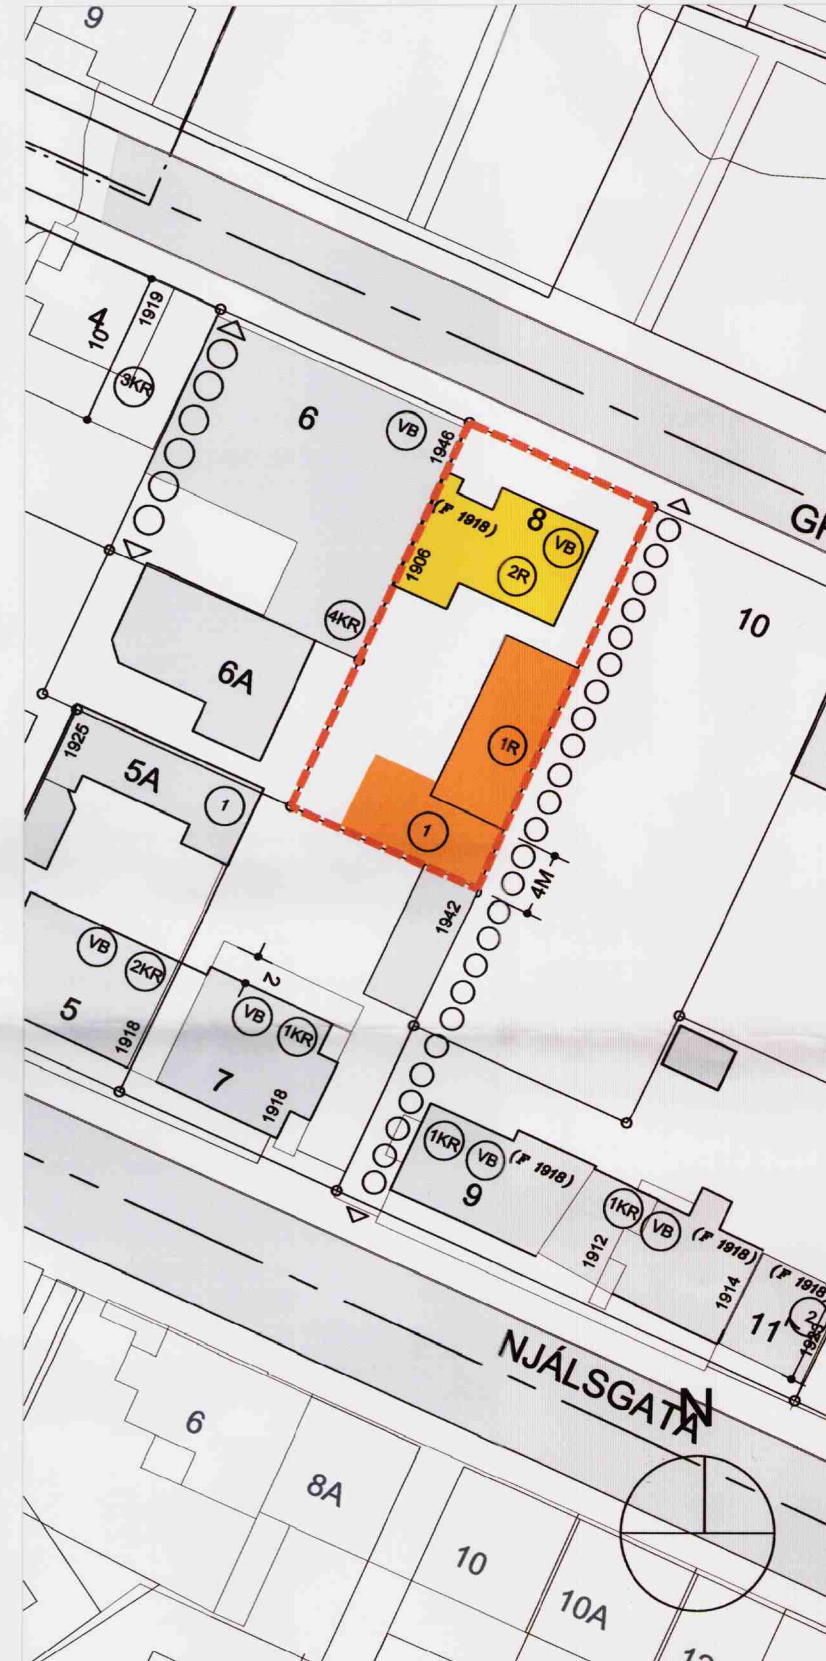 9
4
10
1919
3KR
6
VB
1946
(F 1918)
8
VB
2R
1906
4KR
10
6A
1R
1925
5A
1
1
4M
1942
VB
2KR
5
1918
2
VB
1KR
7
1918
1KR
VB
(F 1918)
9
1KR
VB
(F 1918)
1912
1914
(F 1918
2
11
NJÁLSGATA
N
6
8A
10
10A